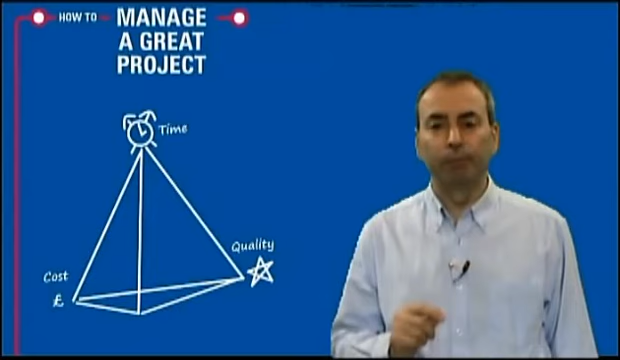 HOW TO
MANAGE
A GREAT
PROJECT
Time
Quality
Cost
£